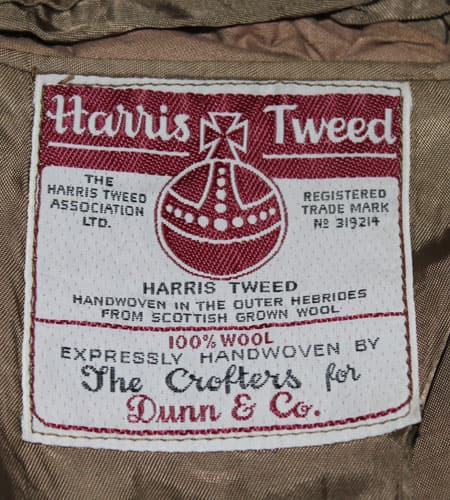 Harris Tweed
THE
HARRIS TWEED
ASSOCIATION
LTD.
REGISTERED
TRADE MARK
Nº 319214
HARRIS TWEED
HANDWOVEN IN THE OUTER HEBRIDES
FROM SCOTTISH GROWN WOOL
100% WOOL
EXPRESSLY HANDWOVEN BY
The Crofters for
Dunn & Co.